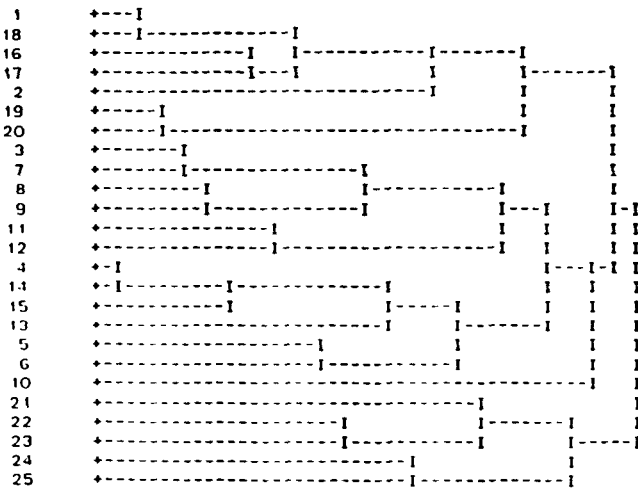 1 +---I
18 +---I-------------I
16 +-------------I I-----------I-------I
17 +-------------I---I I I-------I
2 +-----------------------------I I I
19 +-----I I I
20 +-----I-------------------------------I I
3 +-------I I
7 +-------I---------------I I
8 +---------I I-----------I I
9 +---------I-------------I I---I I-I
11 +---------------I I I I I
12 +---------------I-------------------I I I I
4 +-I I---I-I I
14 +-I---------I-------------I I I I
15 +-----------I I-----I I I I
13 +-------------------------I I-------I I I
5 +-------------------I I I I
6 +-------------------I-----------I I I
10 +-------------------------------------------I I
21 +---------------------------------I I
22 +---------------------I I-------I I
23 +---------------------I-----------I I-----I
24 +---------------------------I I
25 +---------------------------I-------------I